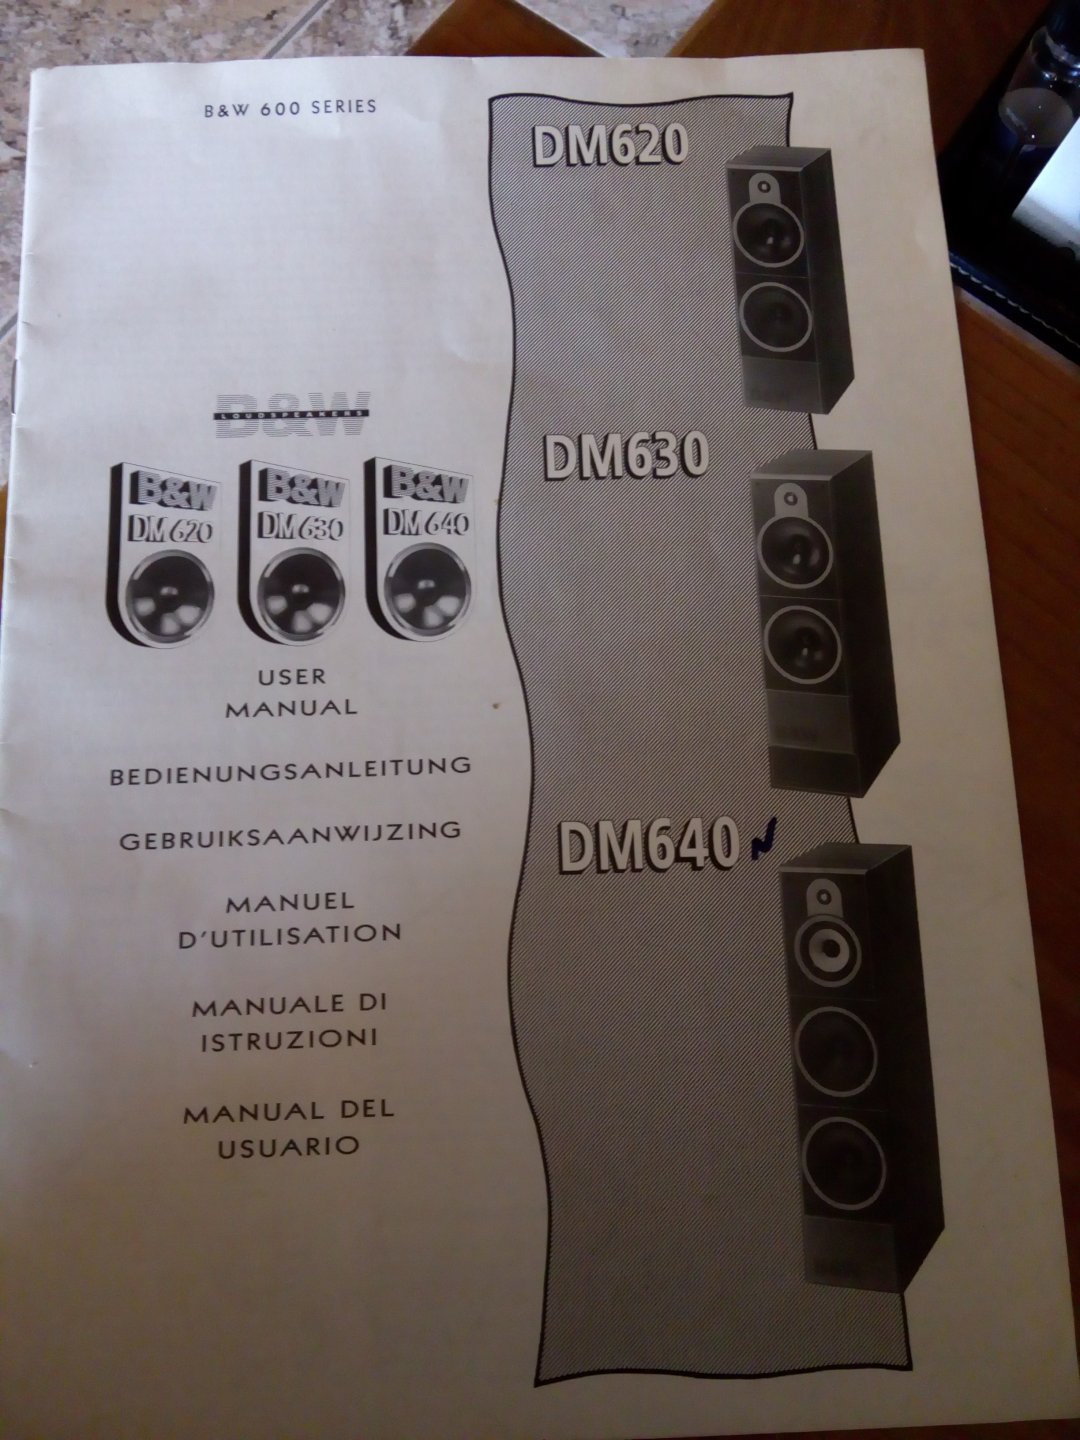 B&W 600 SERIES
B&W
LOUDSPEAKERS
B&W
DM620
B&W
DM630
B&W
DM640
USER
MANUAL
BEDIENUNGSANLEITUNG
GEBRUIKSAANWIJZING
MANUEL
D'UTILISATION
MANUALE DI
ISTRUZIONI
MANUAL DEL
USUARIO
DM620
DM630
DM640